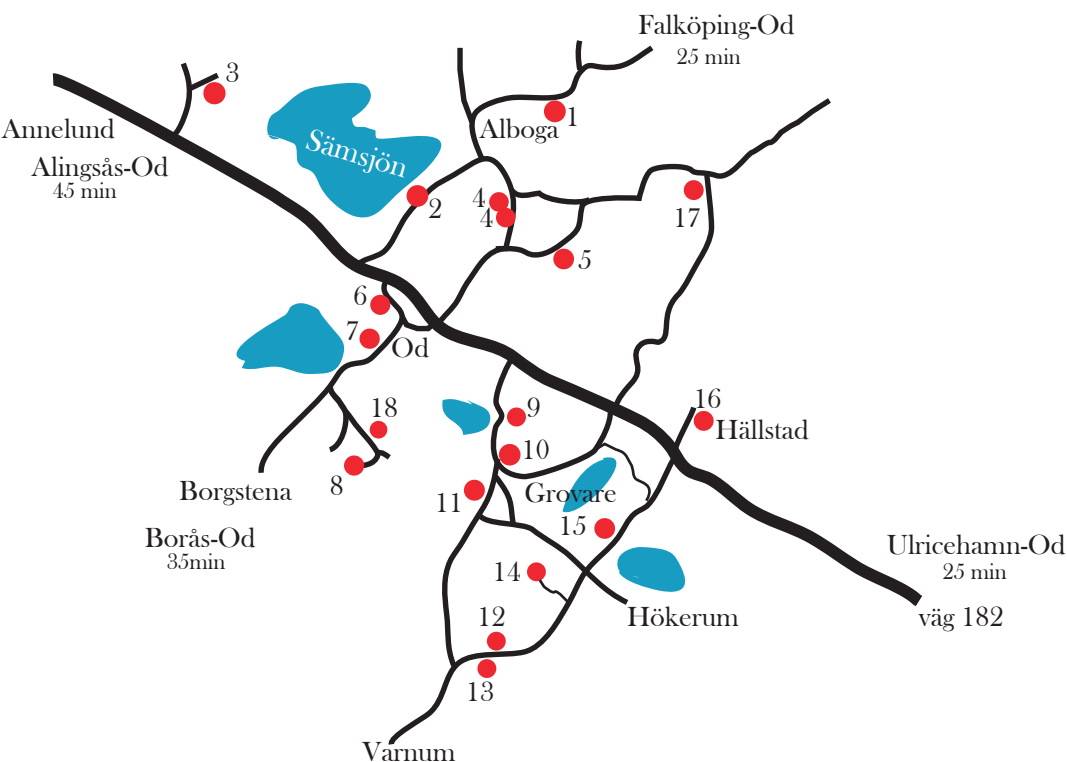 Falköping-Od
25 min
3
1
Annelund
Alboga
Sämsjön
Alingsås-Od
45 min
2
4
4
17
5
6
7
Od
18
9
16
Hällstad
10
8
Borgstena
Grovare
11
15
Borås-Od
35min
Ulricehamn-Od
25 min
14
12
Hökerum
väg 182
13
Varnum